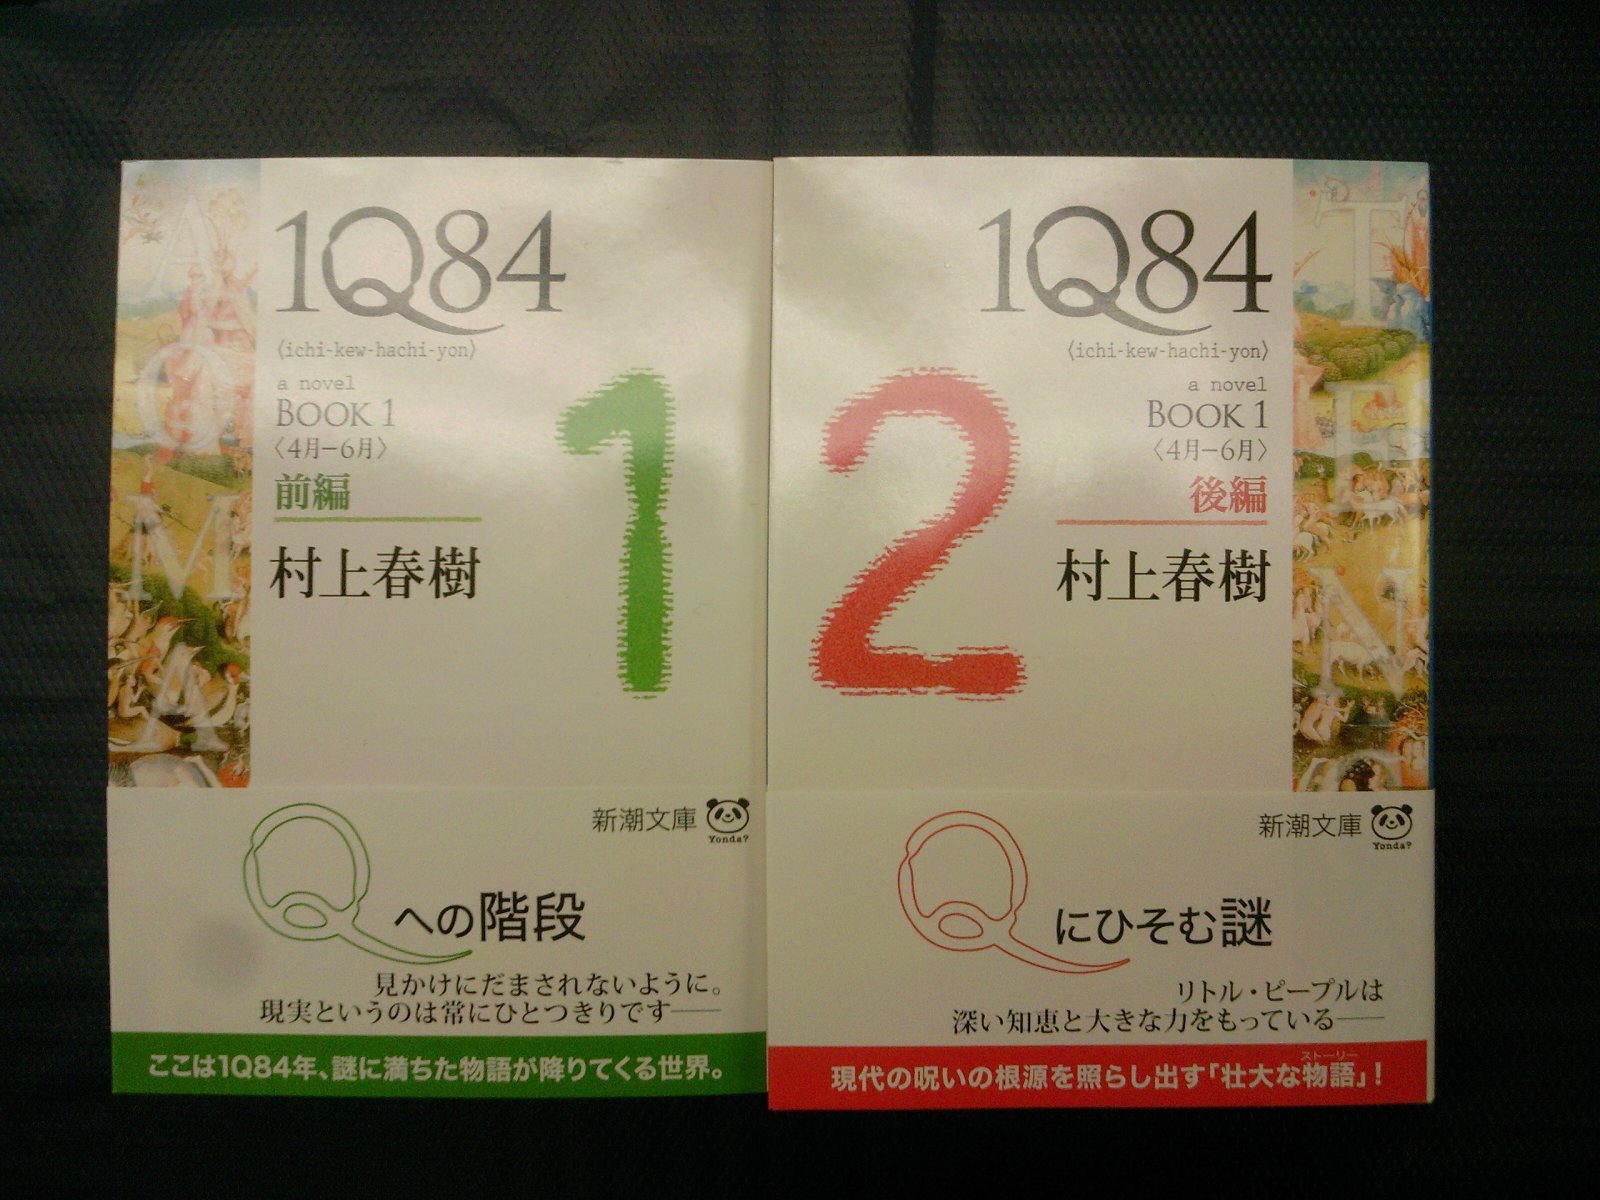 1Q84
〈ichi-kew-hachi-yon〉
a novel
BOOK 1
〈4月−6月〉
前編
村上春樹
1
AOMA
新潮文庫
Yonda?
Qへの階段
見かけにだまされないように。
現実というのは常にひとつきりです――
ここは1Q84年、謎に満ちた物語が降りてくる世界。
1Q84
〈ichi-kew-hachi-yon〉
a novel
BOOK 1
〈4月−6月〉
後編
村上春樹
2
TEN
新潮文庫
Yonda?
Qにひそむ謎
リトル・ピープルは
深い知恵と大きな力をもっている――
ストーリー
現代の呪いの根源を照らし出す「壮大な物語」!